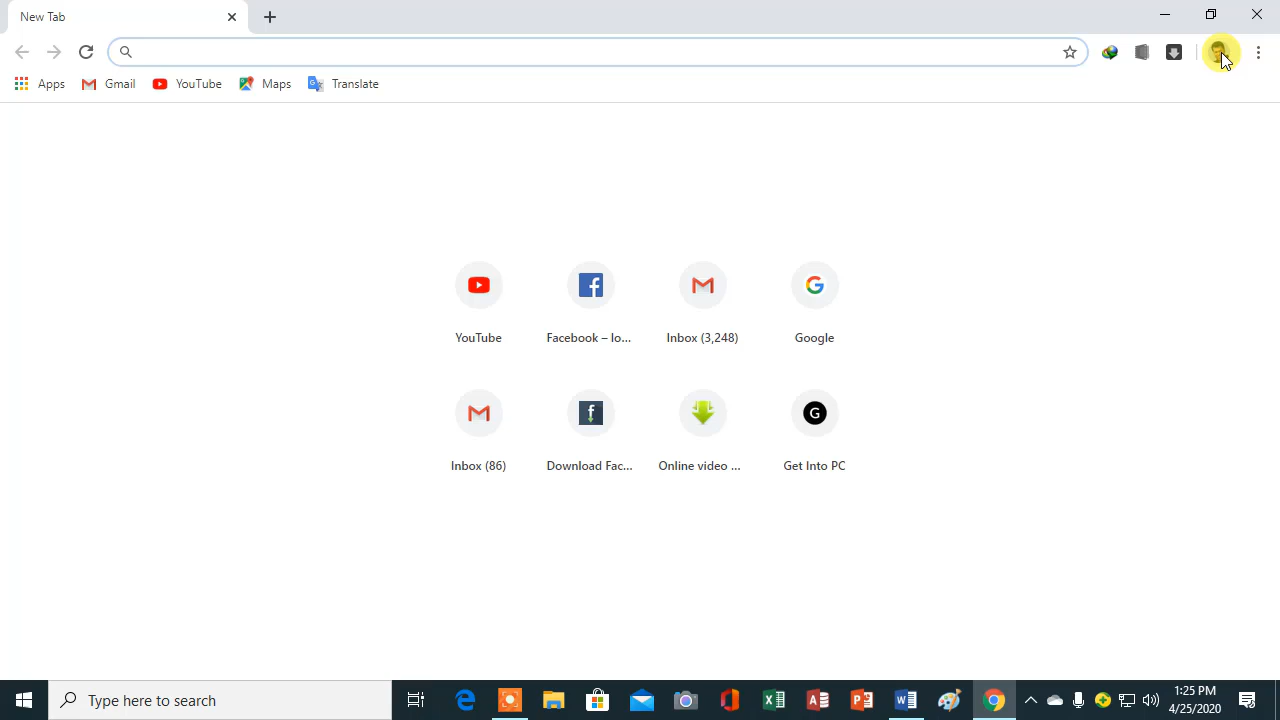 New Tab
Apps Gmail YouTube Maps Translate
YouTube Facebook – lo... Inbox (3,248) Google
Inbox (86) Download Fac... Online video ... Get Into PC
Type here to search
1:25 PM
4/25/2020